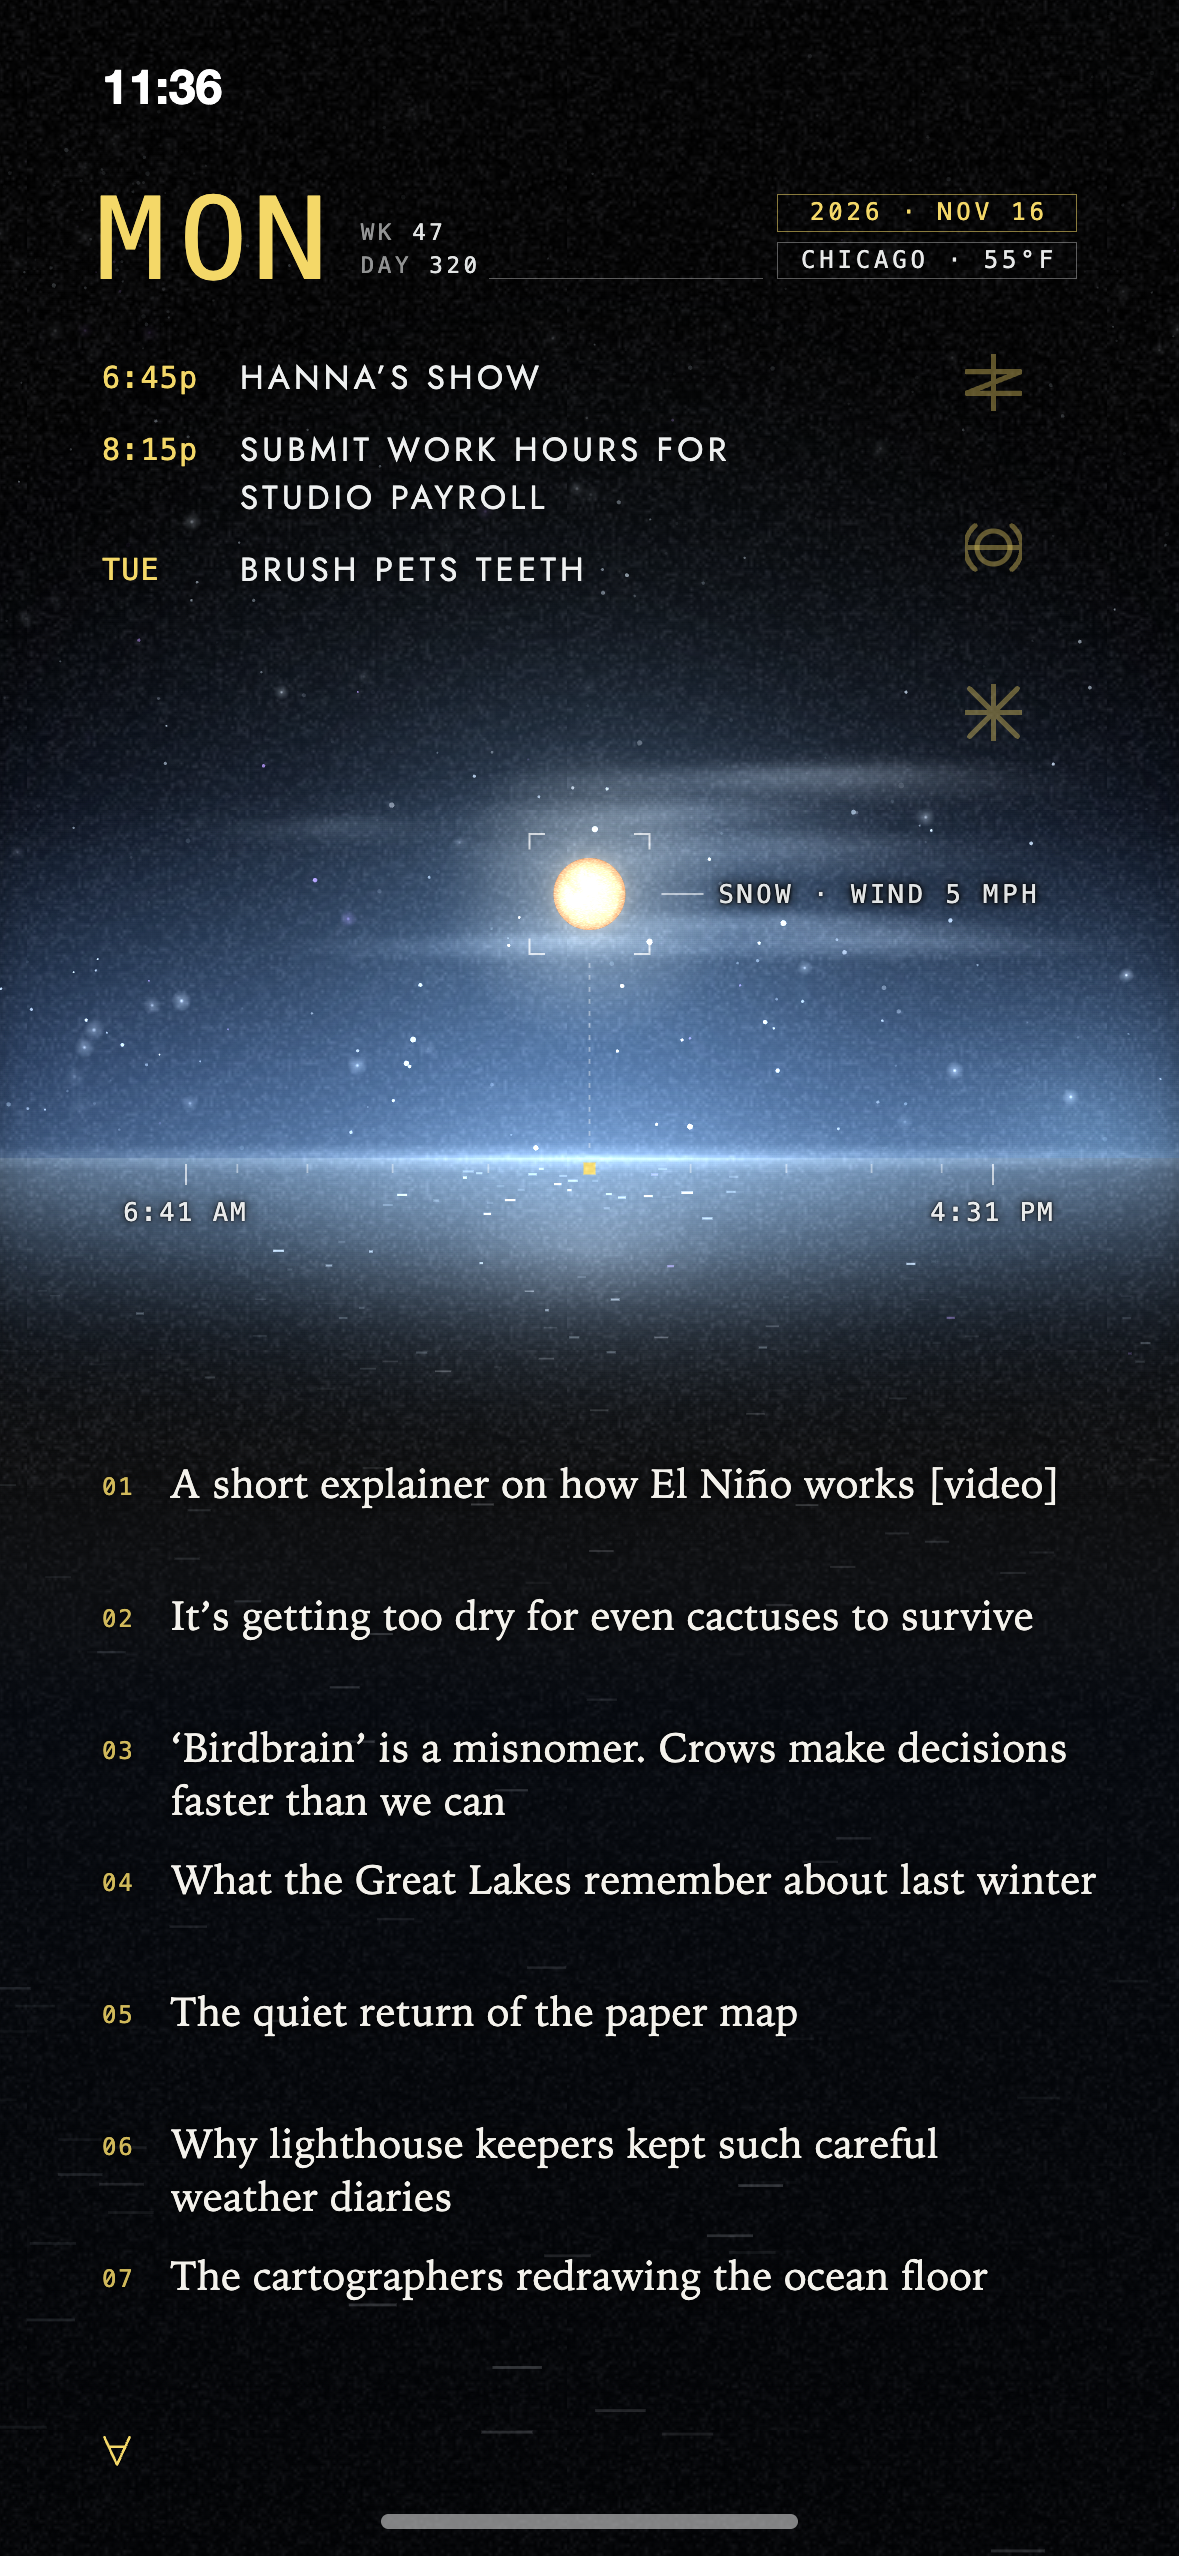 11:36
MON
WK 47
DAY 320
2026 · NOV 16
CHICAGO · 55°F
6:45p HANNA’S SHOW
8:15p SUBMIT WORK HOURS FOR
STUDIO PAYROLL
TUE BRUSH PETS TEETH
SNOW · WIND 5 MPH
6:41 AM
4:31 PM
01 A short explainer on how El Niño works [video]
02 It’s getting too dry for even cactuses to survive
03 ‘Birdbrain’ is a misnomer. Crows make decisions
faster than we can
04 What the Great Lakes remember about last winter
05 The quiet return of the paper map
06 Why lighthouse keepers kept such careful
weather diaries
07 The cartographers redrawing the ocean floor